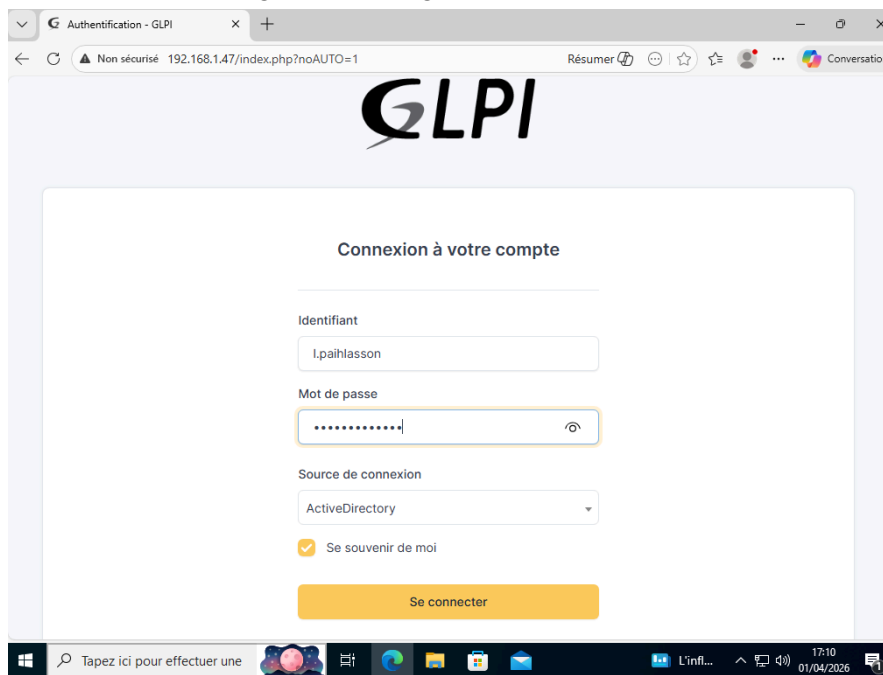 Authentification - GLPI
Non sécurisé 192.168.1.47/index.php?noAUTO=1 Résumer Conversatio
GLPI
Connexion à votre compte
Identifiant
l.paihlasson
Mot de passe
•••••••••••••
Source de connexion
ActiveDirectory
Se souvenir de moi
Se connecter
Tapez ici pour effectuer une L'infl... 17:10
01/04/2026